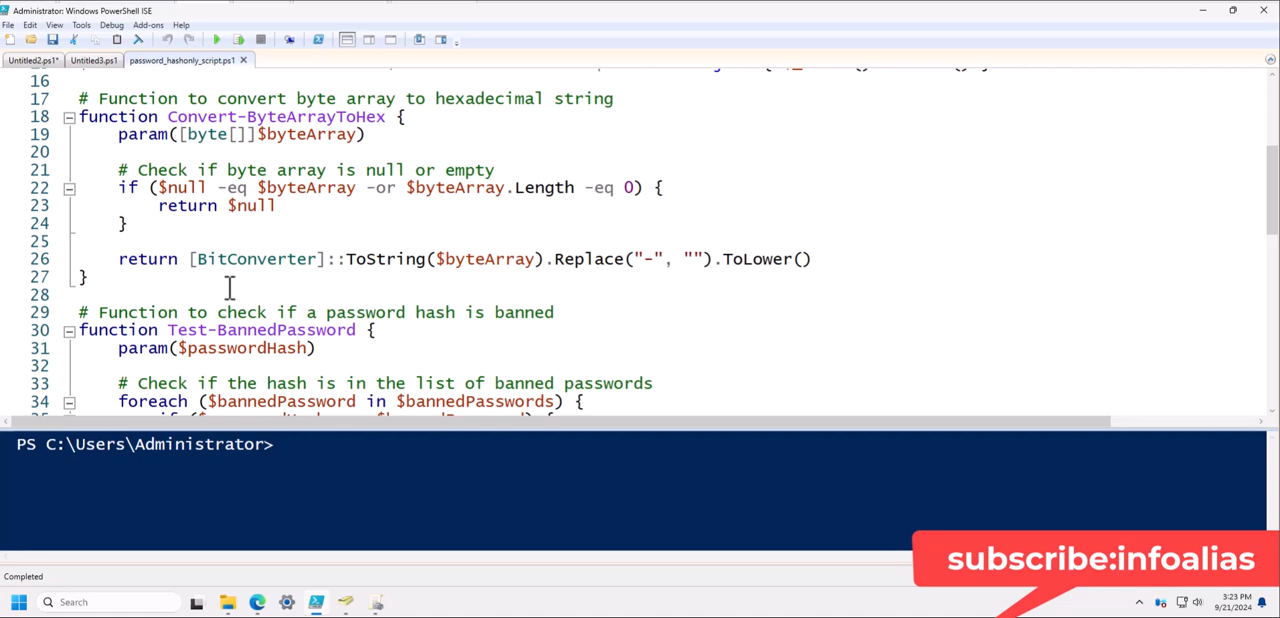 Administrator: Windows PowerShell ISE
File Edit View Tools Debug Add-ons Help
Untitled2.ps1* Untitled3.ps1 password_hashonly_script.ps1
16
17 # Function to convert byte array to hexadecimal string
18 function Convert-ByteArrayToHex {
19 param([byte[]]$byteArray)
20
21 # Check if byte array is null or empty
22 if ($null -eq $byteArray -or $byteArray.Length -eq 0) {
23 return $null
24 }
25
26 return [BitConverter]::ToString($byteArray).Replace("-", "").ToLower()
27 }
28
29 # Function to check if a password hash is banned
30 function Test-BannedPassword {
31 param($passwordHash)
32
33 # Check if the hash is in the list of banned passwords
34 foreach ($bannedPassword in $bannedPasswords) {
PS C:\Users\Administrator>
subscribe:infoalias
Completed
Search
3:23 PM
9/21/2024